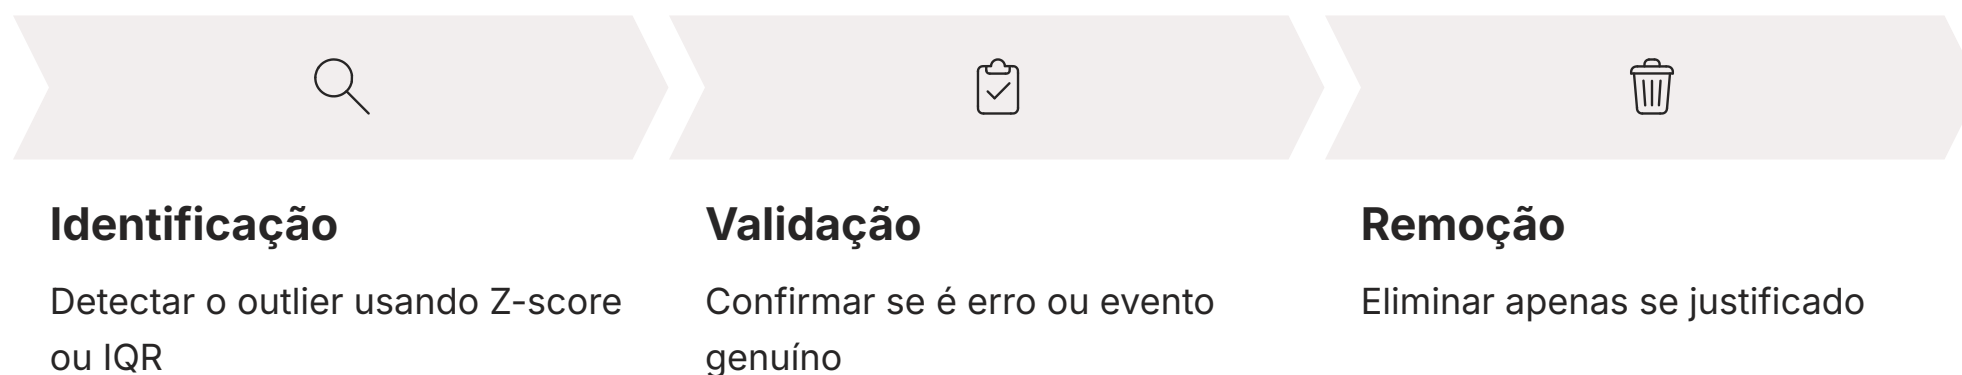 Identificação
Detectar o outlier usando Z-score
ou IQR
Validação
Confirmar se é erro ou evento
genuíno
Remoção
Eliminar apenas se justificado